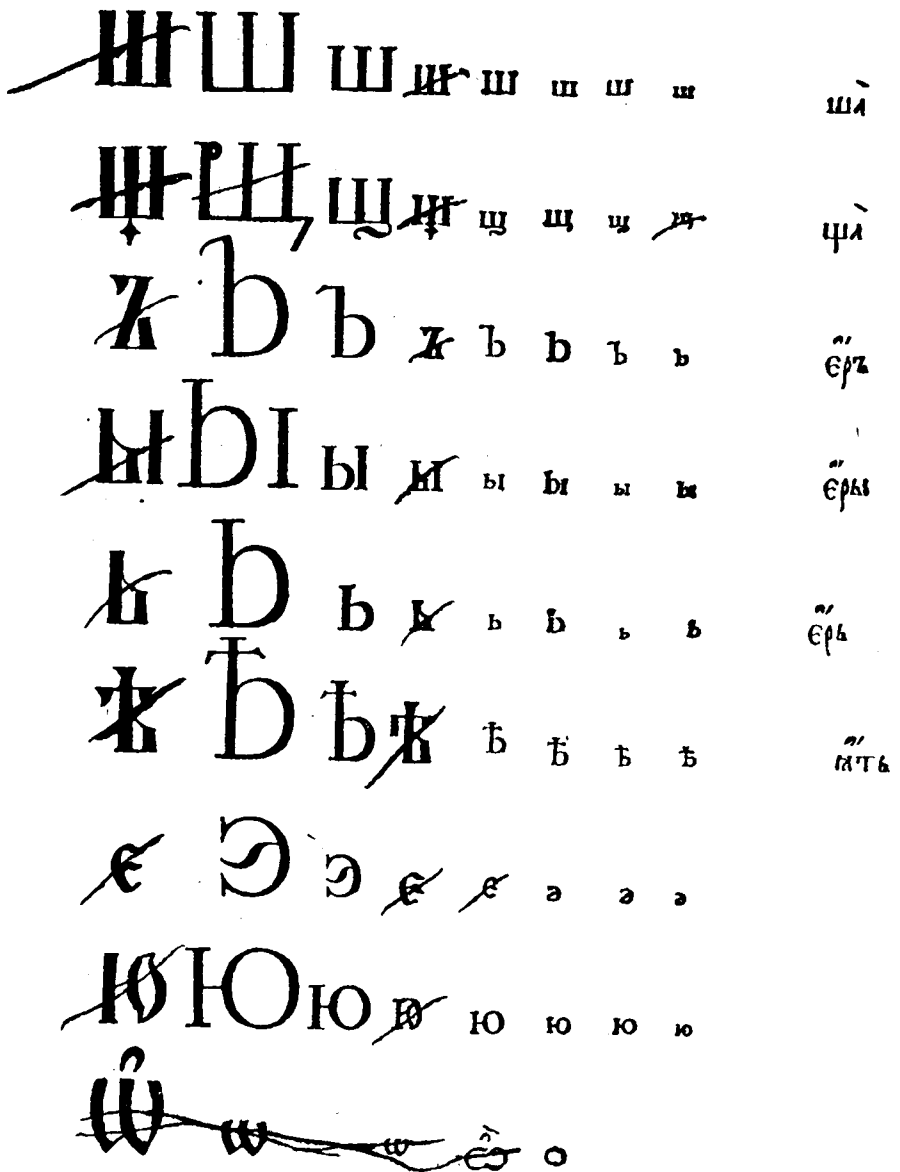 Ш Ш ш ш ш ш ш ш ша̀
Щ Щ щ щ щ щ щ щ ща̀
Ъ Ъ ъ ъ ъ ъ ъ ъ є҆́ръ
Ы Ы ы ы ы ы ы ы є҆́ры
Ь Ь ь ь ь ь ь ь є҆́рь
Ѣ Ѣ ѣ ѣ ѣ ѣ ѣ ѣ ꙗ҆́ть
Є Э э є є э э э
Ю Ю ю ю ю ю ю ю
Ѿ ѡ ѡ о